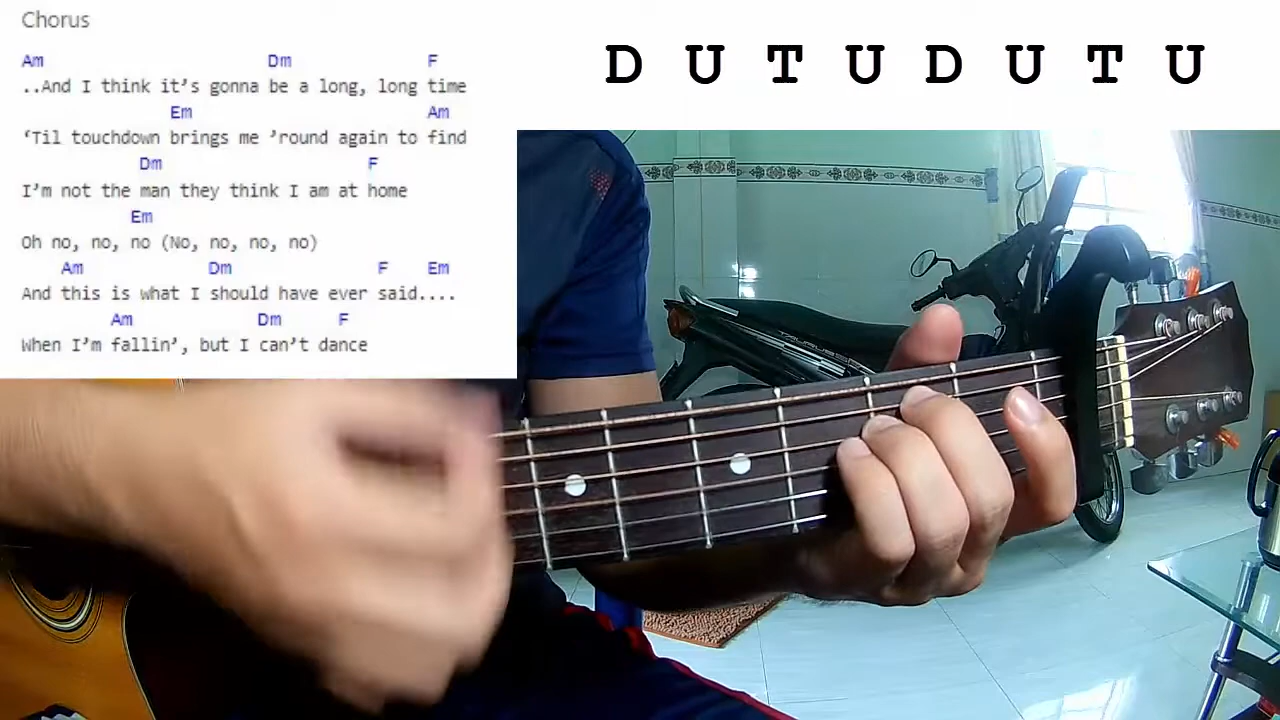 Chorus
Am Dm F
..And I think it’s gonna be a long, long time
Em Am
‘Til touchdown brings me ’round again to find
Dm F
I’m not the man they think I am at home
Em
Oh no, no, no (No, no, no, no)
Am Dm F Em
And this is what I should have ever said....
Am Dm F
When I’m fallin’, but I can’t dance
D U T U D U T U